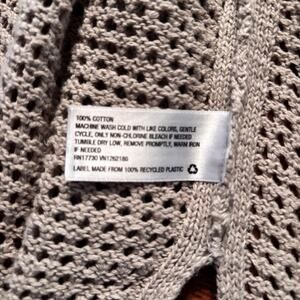 100% COTTON
MACHINE WASH COLD WITH LIKE COLORS, GENTLE
CYCLE, ONLY NON-CHLORINE BLEACH IF NEEDED
TUMBLE DRY LOW, REMOVE PROMPTLY, WARM IRON
IF NEEDED
RN17730 VN1262186
LABEL MADE FROM 100% RECYCLED PLASTIC